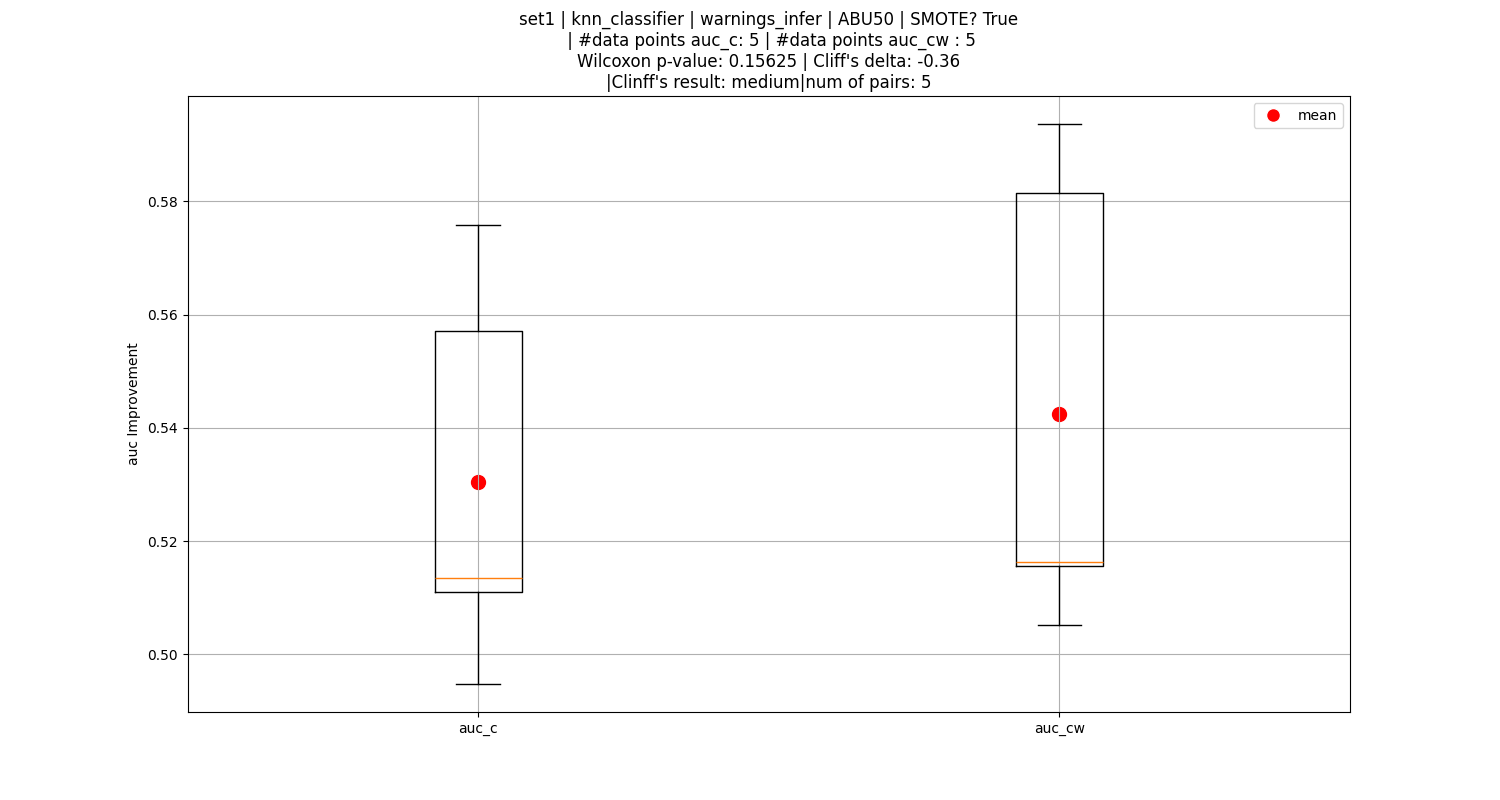 set1 | knn_classifier | warnings_infer | ABU50 | SMOTE? True
| #data points auc_c: 5 | #data points auc_cw : 5
Wilcoxon p-value: 0.15625 | Cliff's delta: -0.36
|Clinff's result: medium|num of pairs: 5
mean
0.58
0.56
0.54
0.52
0.50
auc Improvement
auc_c
auc_cw